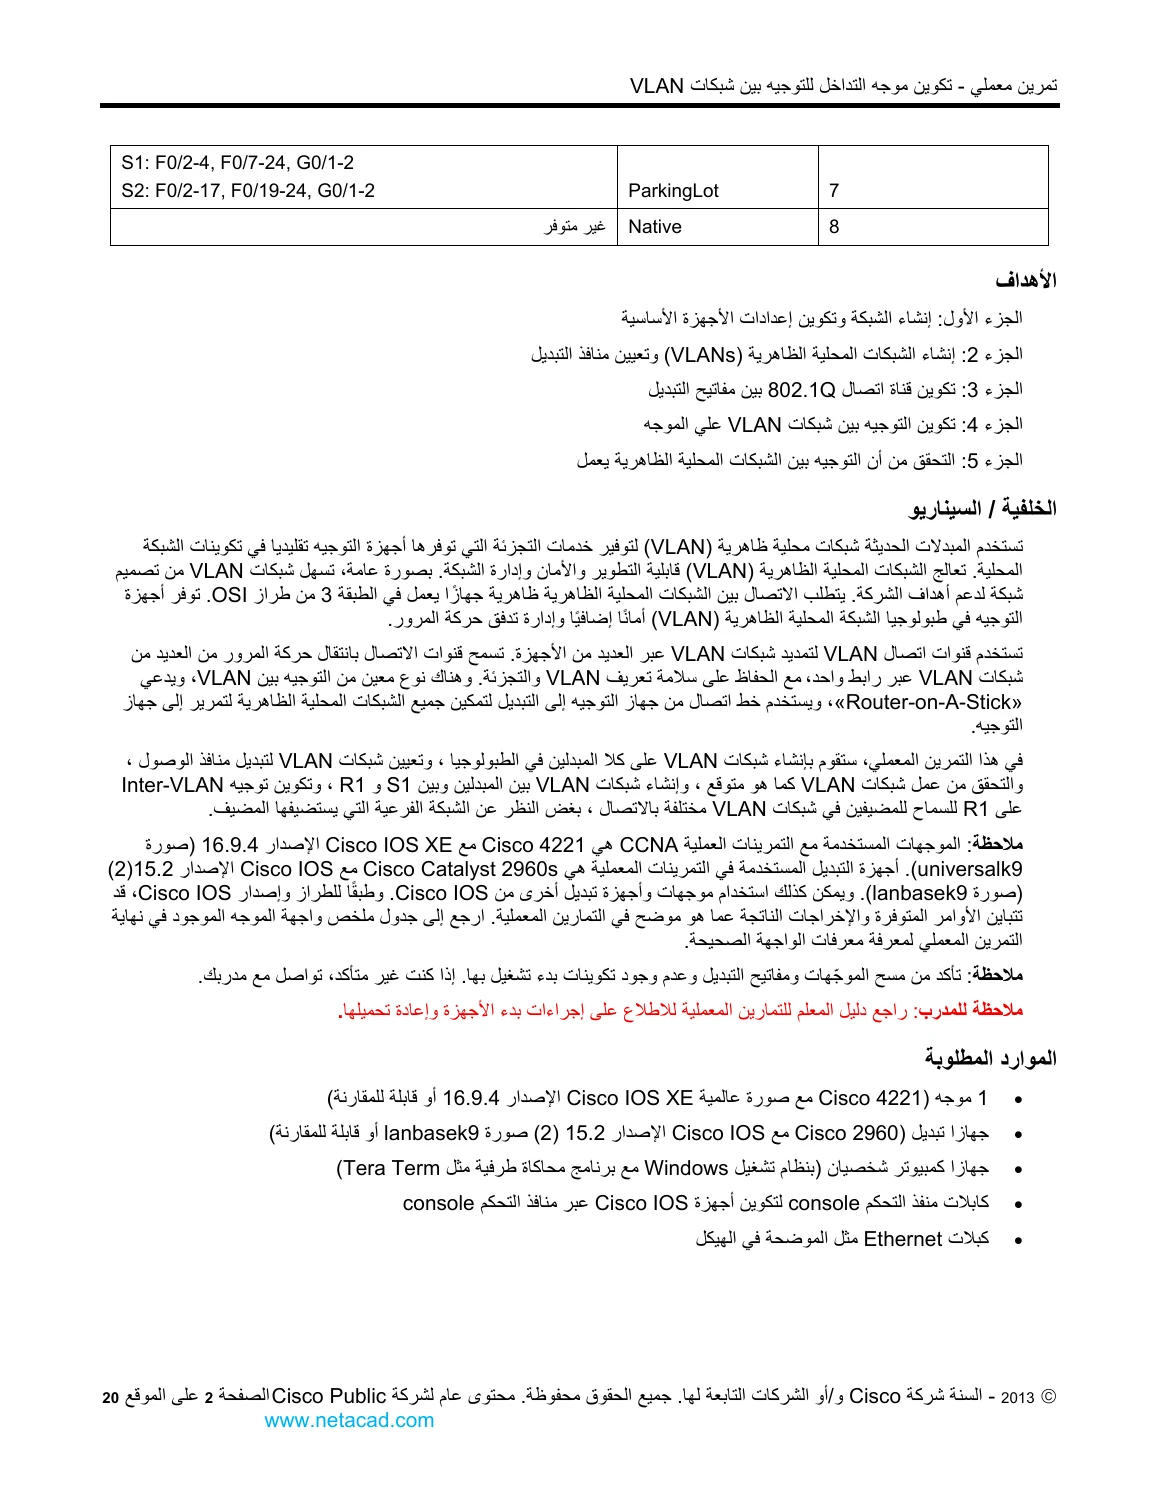 تمرين معملي - تكوين موجه التداخل للتوجيه بين شبكات VLAN
7 ParkingLot S1: F0/2-4, F0/7-24, G0/1-2
S2: F0/2-17, F0/19-24, G0/1-2
8 Native غير متوفر
الأهداف
الجزء الأول: إنشاء الشبكة وتكوين إعدادات الأجهزة الأساسية
الجزء 2: إنشاء الشبكات المحلية الظاهرية (VLANs) وتعيين منافذ التبديل
الجزء 3: تكوين قناة اتصال 802.1Q بين مفاتيح التبديل
الجزء 4: تكوين التوجيه بين شبكات VLAN علي الموجه
الجزء 5: التحقق من أن التوجيه بين الشبكات المحلية الظاهرية يعمل
الخلفية / السيناريو
تستخدم المبدلات الحديثة شبكات محلية ظاهرية (VLAN) لتوفير خدمات التجزئة التي توفرها أجهزة التوجيه تقليديا في تكوينات الشبكة
المحلية. تعالج الشبكات المحلية الظاهرية (VLAN) قابلية التطوير والأمان وإدارة الشبكة. بصورة عامة، تسهل شبكات VLAN من تصميم
شبكة لدعم أهداف الشركة. يتطلب الاتصال بين الشبكات المحلية الظاهرية ظاهرية جهازًا يعمل في الطبقة 3 من طراز OSI. توفر أجهزة
التوجيه في طبولوجيا الشبكة المحلية الظاهرية (VLAN) أمانًا إضافيًا وإدارة تدفق حركة المرور.
تستخدم قنوات اتصال VLAN لتمديد شبكات VLAN عبر العديد من الأجهزة. تسمح قنوات الاتصال بانتقال حركة المرور من العديد من
شبكات VLAN عبر رابط واحد، مع الحفاظ على سلامة تعريف VLAN والتجزئة. وهناك نوع معين من التوجيه بين VLAN، ويدعي
«Router-on-A-Stick»، ويستخدم خط اتصال من جهاز التوجيه إلى التبديل لتمكين جميع الشبكات المحلية الظاهرية لتمرير إلى جهاز
التوجيه.
في هذا التمرين المعملي، ستقوم بإنشاء شبكات VLAN على كلا المبدلين في الطبولوجيا ، وتعيين شبكات VLAN لتبديل منافذ الوصول ،
والتحقق من عمل شبكات VLAN كما هو متوقع ، وإنشاء شبكات VLAN بين المبدلين وبين S1 و R1 ، وتكوين توجيه Inter-VLAN
على R1 للسماح للمضيفين في شبكات VLAN مختلفة بالاتصال ، بغض النظر عن الشبكة الفرعية التي يستضيفها المضيف.
ملاحظة: الموجهات المستخدمة مع التمرينات العملية CCNA هي Cisco 4221 مع Cisco IOS XE الإصدار 16.9.4 (صورة
universalk9). أجهزة التبديل المستخدمة في التمرينات المعملية هي Cisco Catalyst 2960s مع Cisco IOS الإصدار 15.2(2)
(صورة lanbasek9). ويمكن كذلك استخدام موجهات وأجهزة تبديل أخرى من Cisco IOS. وطبقًا للطراز وإصدار Cisco IOS، قد
تتباين الأوامر المتوفرة والإخراجات الناتجة عما هو موضح في التمارين المعملية. ارجع إلى جدول ملخص واجهة الموجه الموجود في نهاية
التمرين المعملي لمعرفة معرفات الواجهة الصحيحة.
ملاحظة: تأكد من مسح الموجّهات ومفاتيح التبديل وعدم وجود تكوينات بدء تشغيل بها. إذا كنت غير متأكد، تواصل مع مدربك.
ملاحظة للمدرب: راجع دليل المعلم للتمارين المعملية للاطلاع على إجراءات بدء الأجهزة وإعادة تحميلها.
الموارد المطلوبة
• 1 موجه (Cisco 4221 مع صورة عالمية Cisco IOS XE الإصدار 16.9.4 أو قابلة للمقارنة)
• جهازا تبديل (Cisco 2960 مع Cisco IOS الإصدار 15.2 (2) صورة lanbasek9 أو قابلة للمقارنة)
• جهازا كمبيوتر شخصيان (بنظام تشغيل Windows مع برنامج محاكاة طرفية مثل Tera Term)
• كابلات منفذ التحكم console لتكوين أجهزة Cisco IOS عبر منافذ التحكم console
• كبلات Ethernet مثل الموضحة في الهيكل
© 2013 - السنة شركة Cisco و/أو الشركات التابعة لها. جميع الحقوق محفوظة. محتوى عام لشركة Cisco Public الصفحة 2 على الموقع 20
www.netacad.com